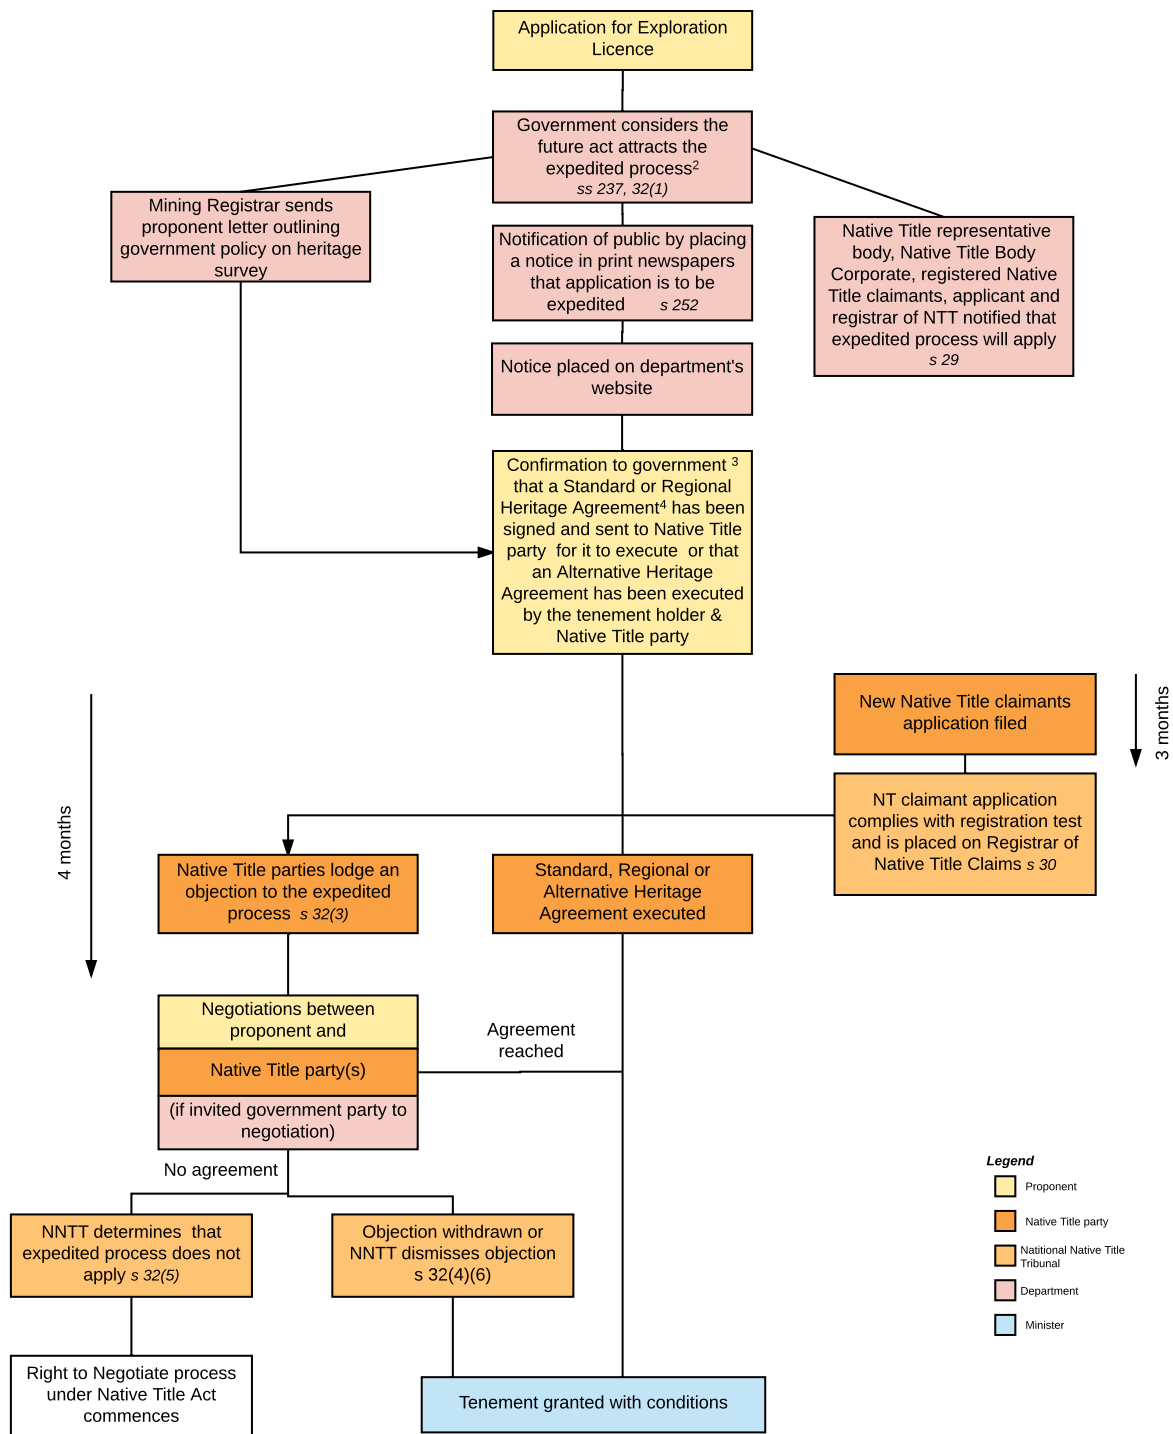 Application for Exploration
Licence
Government considers the
future act attracts the
expedited process2
ss 237, 32(1)
Mining Registrar sends
proponent letter outlining
government policy on heritage
survey
Notification of public by placing
a notice in print newspapers
that application is to be
expedited s 252
Native Title representative
body, Native Title Body
Corporate, registered Native
Title claimants, applicant and
registrar of NTT notified that
expedited process will apply
s 29
Notice placed on department's
website
Confirmation to government 3
that a Standard or Regional
Heritage Agreement4 has been
signed and sent to Native Title
party for it to execute or that
an Alternative Heritage
Agreement has been executed
by the tenement holder &
Native Title party
New Native Title claimants
application filed
3 months
NT claimant application
complies with registration test
and is placed on Registrar of
Native Title Claims s 30
4 months
Native Title parties lodge an
objection to the expedited
process s 32(3)
Standard, Regional or
Alternative Heritage
Agreement executed
Negotiations between
proponent and
Native Title party(s)
(if invited government party to
negotiation)
Agreement
reached
No agreement
NNTT determines that
expedited process does not
apply s 32(5)
Objection withdrawn or
NNTT dismisses objection
s 32(4)(6)
Right to Negotiate process
under Native Title Act
commences
Tenement granted with conditions
Legend
Proponent
Native Title party
Natitional Native Title
Tribunal
Department
Minister